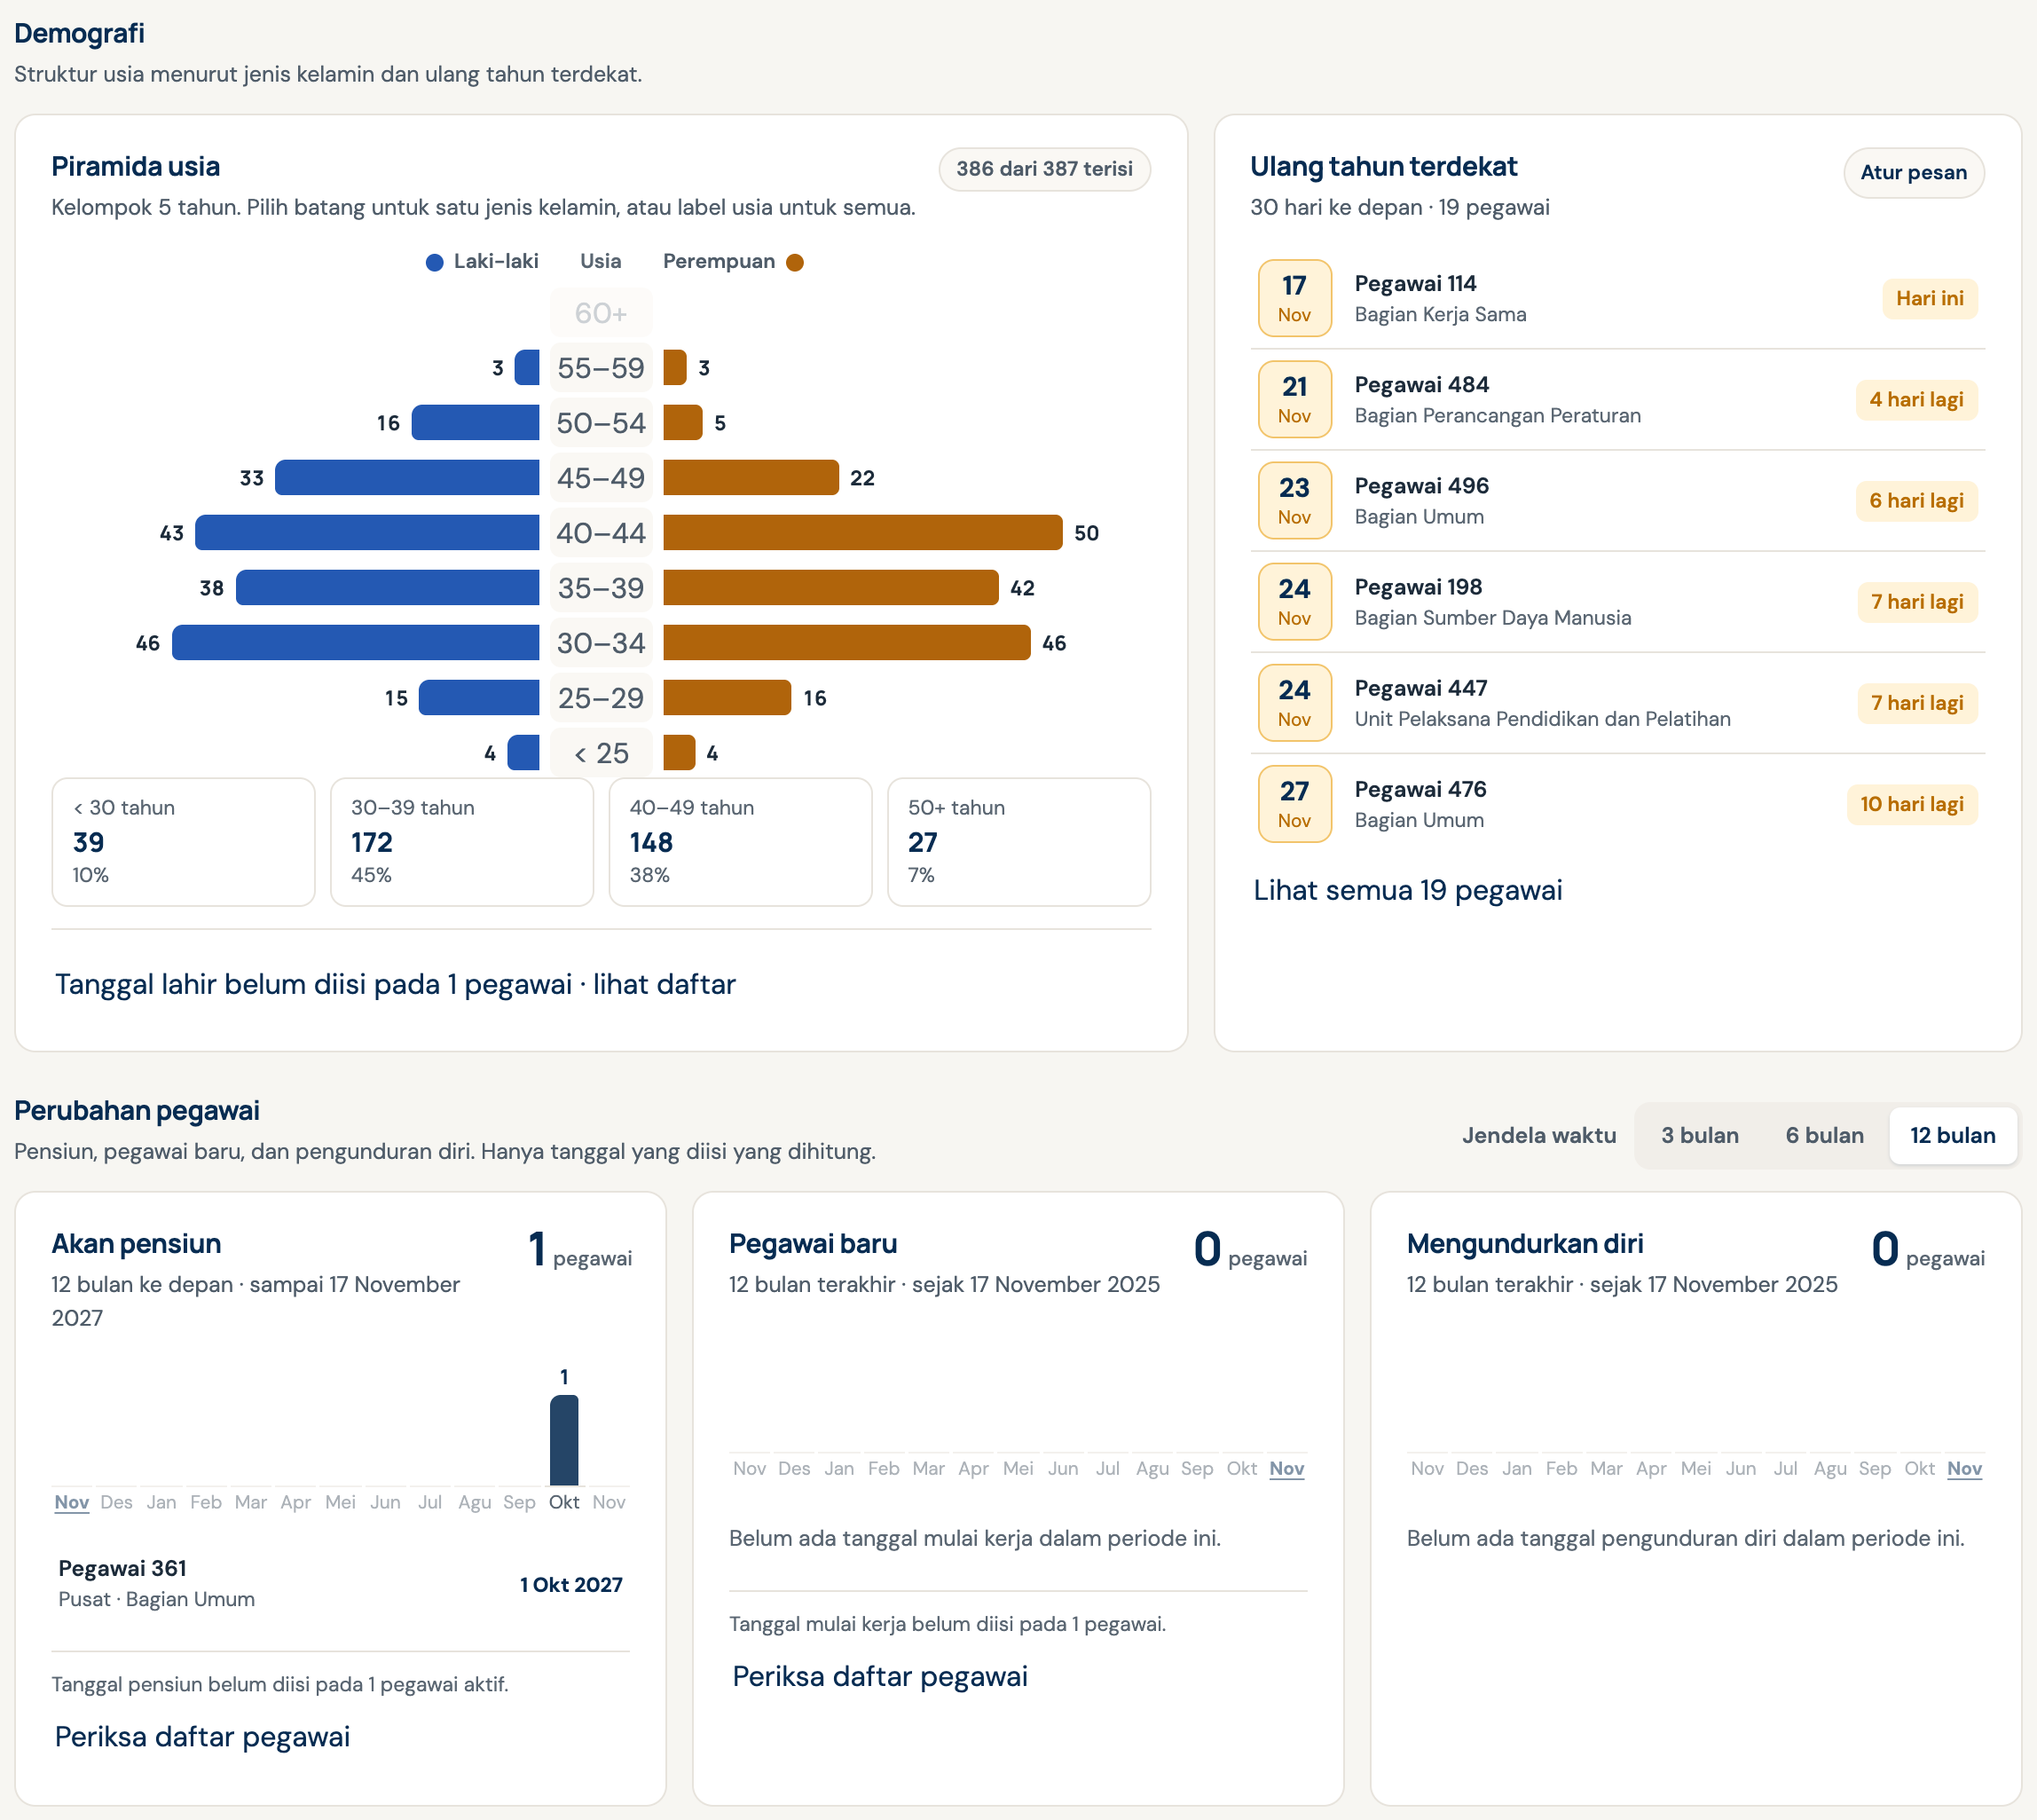 Demografi
Struktur usia menurut jenis kelamin dan ulang tahun terdekat.
Piramida usia
386 dari 387 terisi
Kelompok 5 tahun. Pilih batang untuk satu jenis kelamin, atau label usia untuk semua.
Laki-laki Usia Perempuan
60+
3 55–59 3
16 50–54 5
33 45–49 22
43 40–44 50
38 35–39 42
46 30–34 46
15 25–29 16
4 < 25 4
< 30 tahun
39
10%
30–39 tahun
172
45%
40–49 tahun
148
38%
50+ tahun
27
7%
Tanggal lahir belum diisi pada 1 pegawai · lihat daftar
Ulang tahun terdekat
Atur pesan
30 hari ke depan · 19 pegawai
17 Nov
Pegawai 114
Bagian Kerja Sama
Hari ini
21 Nov
Pegawai 484
Bagian Perancangan Peraturan
4 hari lagi
23 Nov
Pegawai 496
Bagian Umum
6 hari lagi
24 Nov
Pegawai 198
Bagian Sumber Daya Manusia
7 hari lagi
24 Nov
Pegawai 447
Unit Pelaksana Pendidikan dan Pelatihan
7 hari lagi
27 Nov
Pegawai 476
Bagian Umum
10 hari lagi
Lihat semua 19 pegawai
Perubahan pegawai
Pensiun, pegawai baru, dan pengunduran diri. Hanya tanggal yang diisi yang dihitung.
Jendela waktu 3 bulan 6 bulan 12 bulan
Akan pensiun
1 pegawai
12 bulan ke depan · sampai 17 November
2027
1
Nov Des Jan Feb Mar Apr Mei Jun Jul Agu Sep Okt Nov
Pegawai 361
Pusat · Bagian Umum
1 Okt 2027
Tanggal pensiun belum diisi pada 1 pegawai aktif.
Periksa daftar pegawai
Pegawai baru
0 pegawai
12 bulan terakhir · sejak 17 November 2025
Nov Des Jan Feb Mar Apr Mei Jun Jul Agu Sep Okt Nov
Belum ada tanggal mulai kerja dalam periode ini.
Tanggal mulai kerja belum diisi pada 1 pegawai.
Periksa daftar pegawai
Mengundurkan diri
0 pegawai
12 bulan terakhir · sejak 17 November 2025
Nov Des Jan Feb Mar Apr Mei Jun Jul Agu Sep Okt Nov
Belum ada tanggal pengunduran diri dalam periode ini.